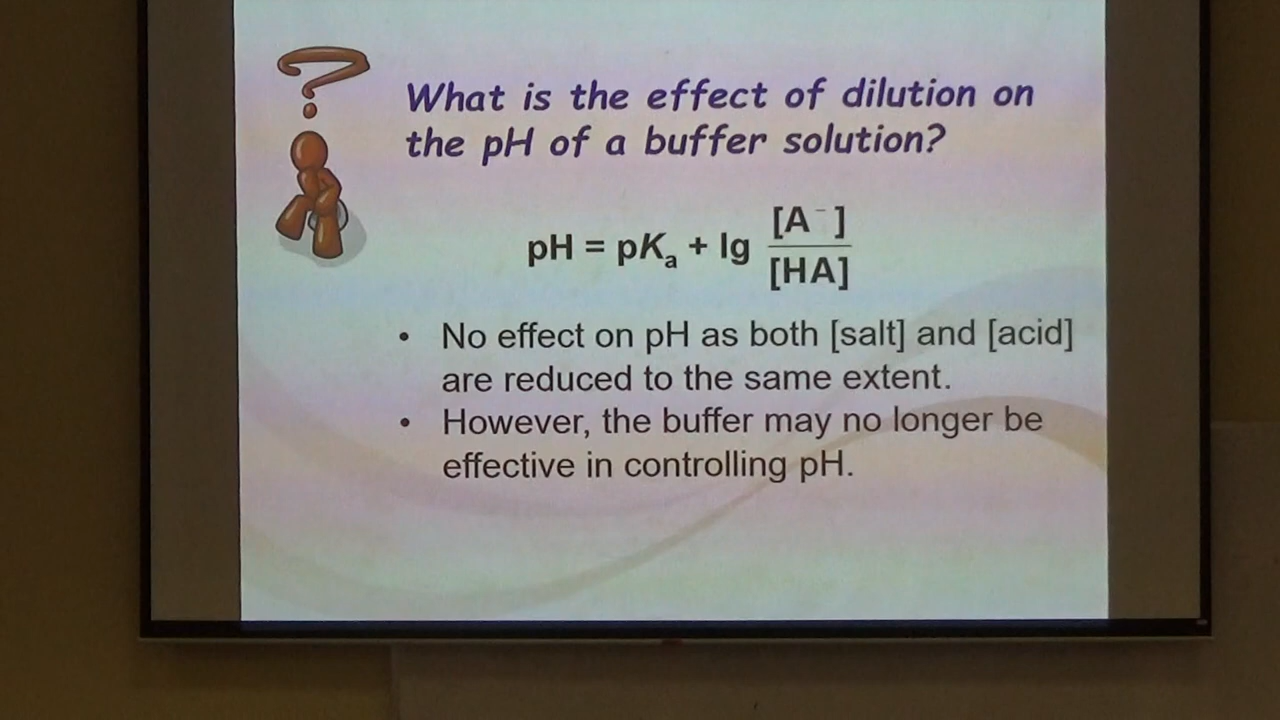 What is the effect of dilution on
the pH of a buffer solution?
pH = pKₐ + lg [A⁻]
[HA]
• No effect on pH as both [salt] and [acid]
are reduced to the same extent.
• However, the buffer may no longer be
effective in controlling pH.